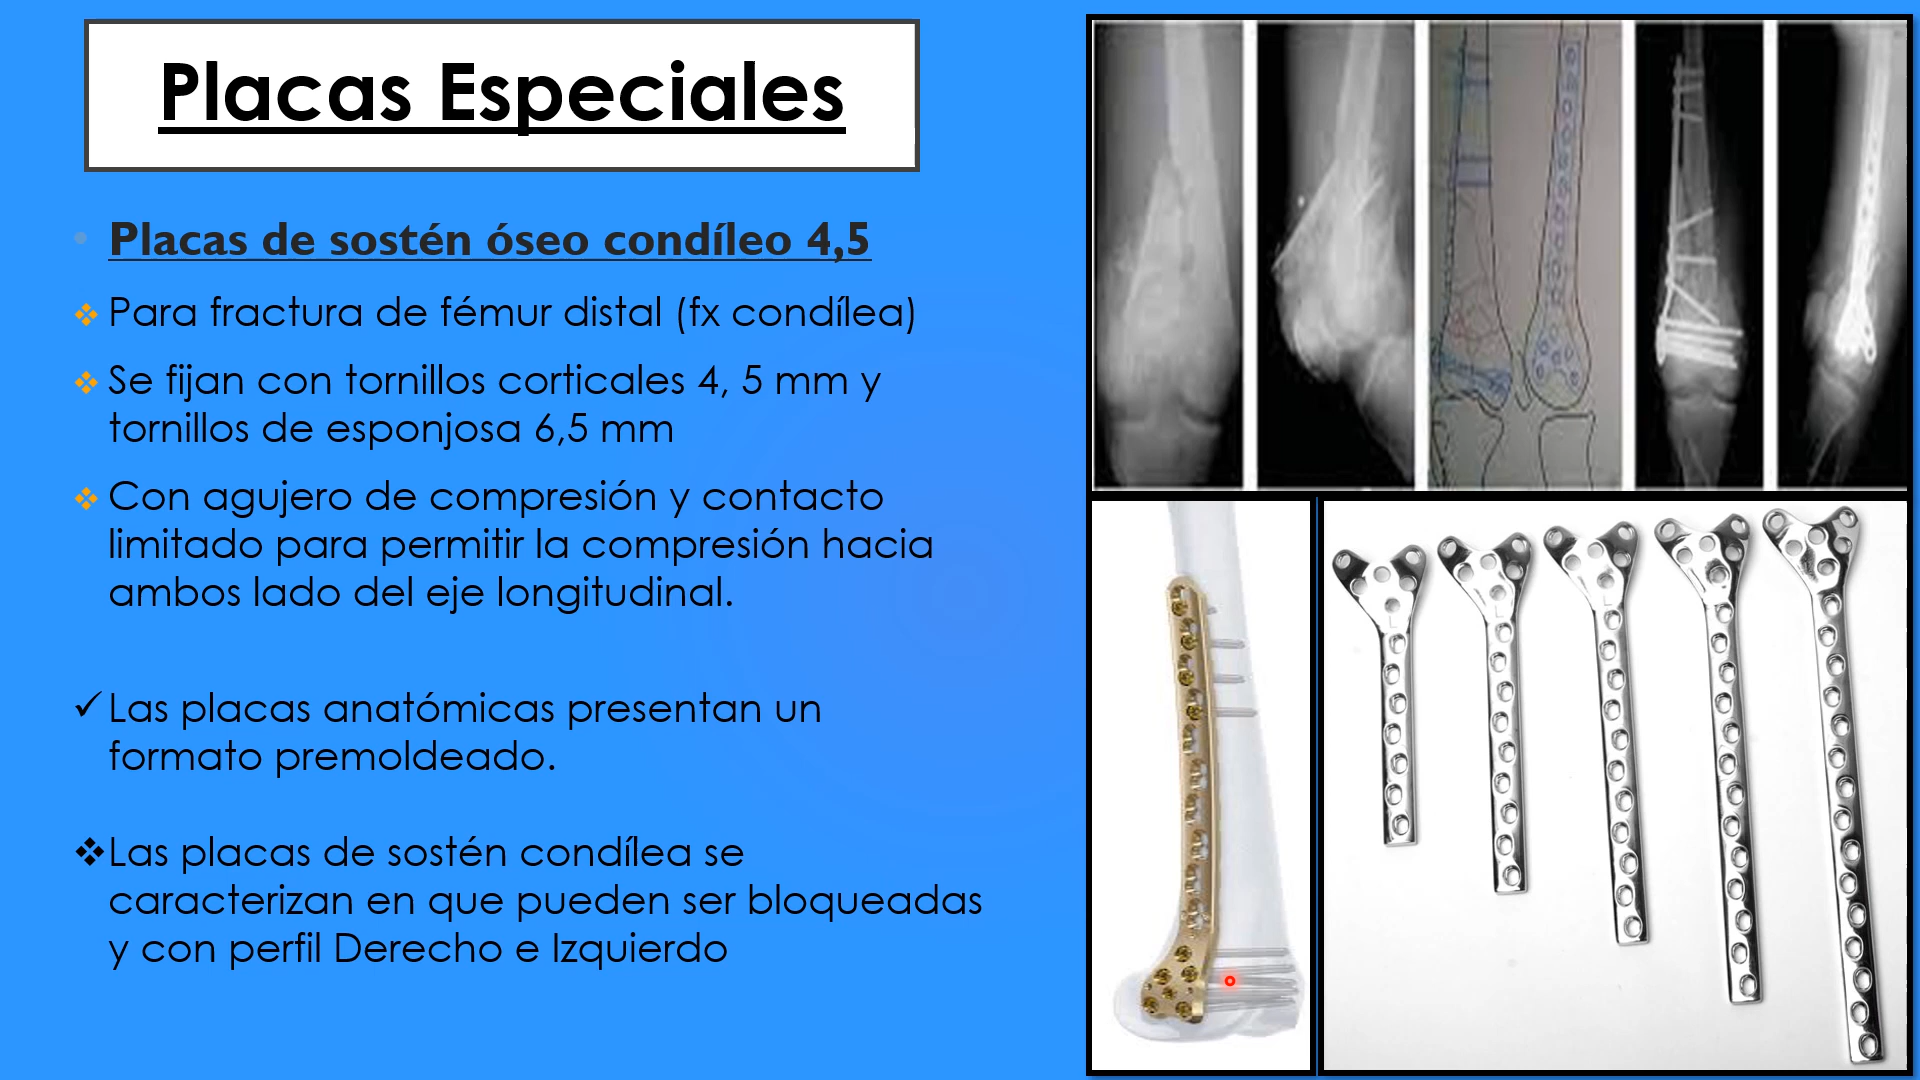 Placas Especiales
Placas de sostén óseo condíleo 4,5
Para fractura de fémur distal (fx condílea)
Se fijan con tornillos corticales 4, 5 mm y
tornillos de esponjosa 6,5 mm
Con agujero de compresión y contacto
limitado para permitir la compresión hacia
ambos lado del eje longitudinal.
Las placas anatómicas presentan un
formato premoldeado.
Las placas de sostén condílea se
caracterizan en que pueden ser bloqueadas
y con perfil Derecho e Izquierdo